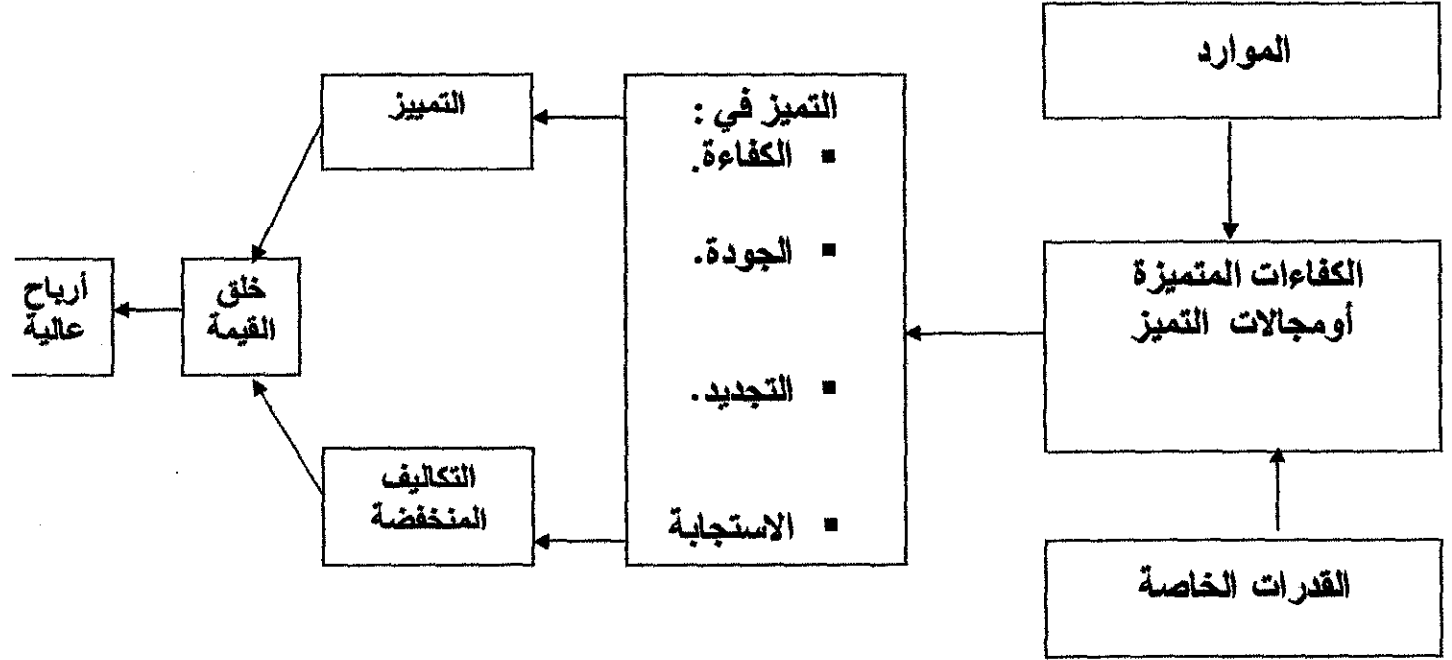 الموارد
الكفاءات المتميزة
أومجالات التميز
القدرات الخاصة
التميز في :
▪ الكفاءة.
▪ الجودة.
▪ التجديد.
▪ الاستجابة
التمييز
التكاليف
المنخفضة
خلق
القيمة
أرباح
عالية